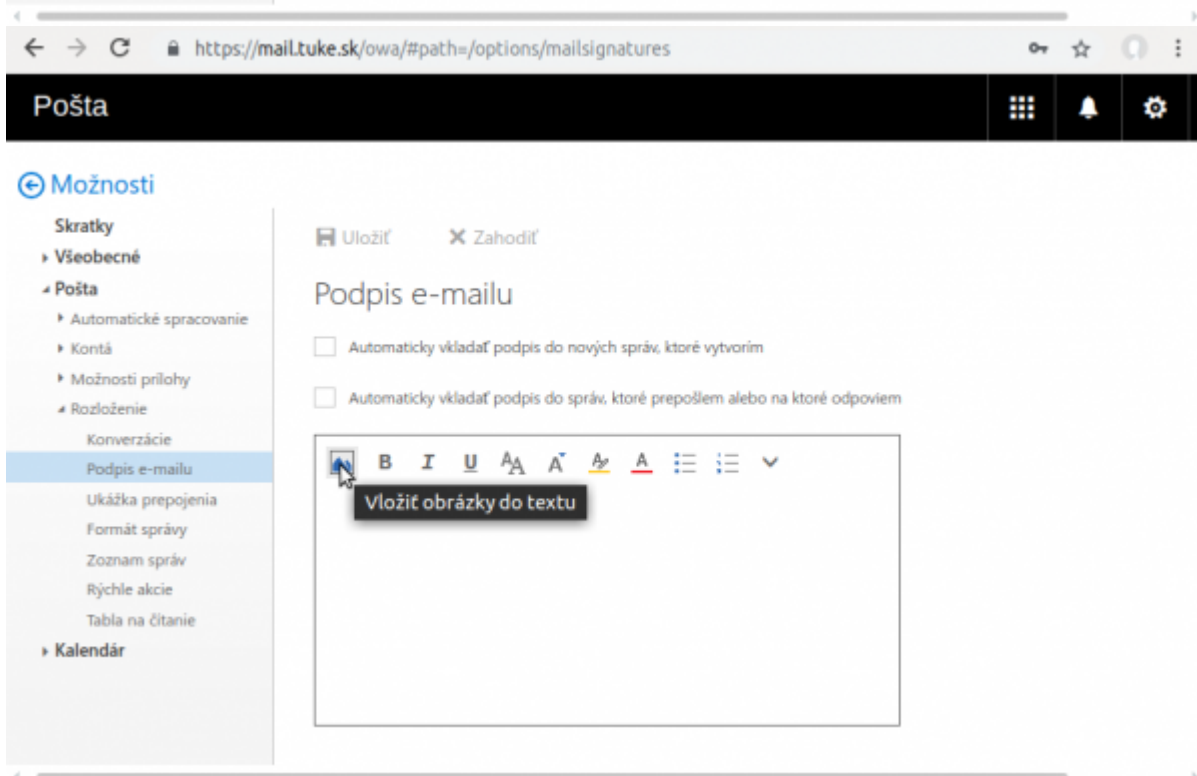 https://mail.tuke.sk/owa/#path=/options/mailsignatures
Pošta
Možnosti
Skratky
Všeobecné
Pošta
Automatické spracovanie
Kontá
Možnosti prílohy
Rozloženie
Konverzácie
Podpis e-mailu
Ukážka prepojenia
Formát správy
Zoznam správ
Rýchle akcie
Tabla na čítanie
Kalendár
Uložiť Zahodiť
Podpis e-mailu
Automaticky vkladať podpis do nových správ, ktoré vytvorím
Automaticky vkladať podpis do správ, ktoré prepošlem alebo na ktoré odpoviem
B I U AA A A A
Vložiť obrázky do textu